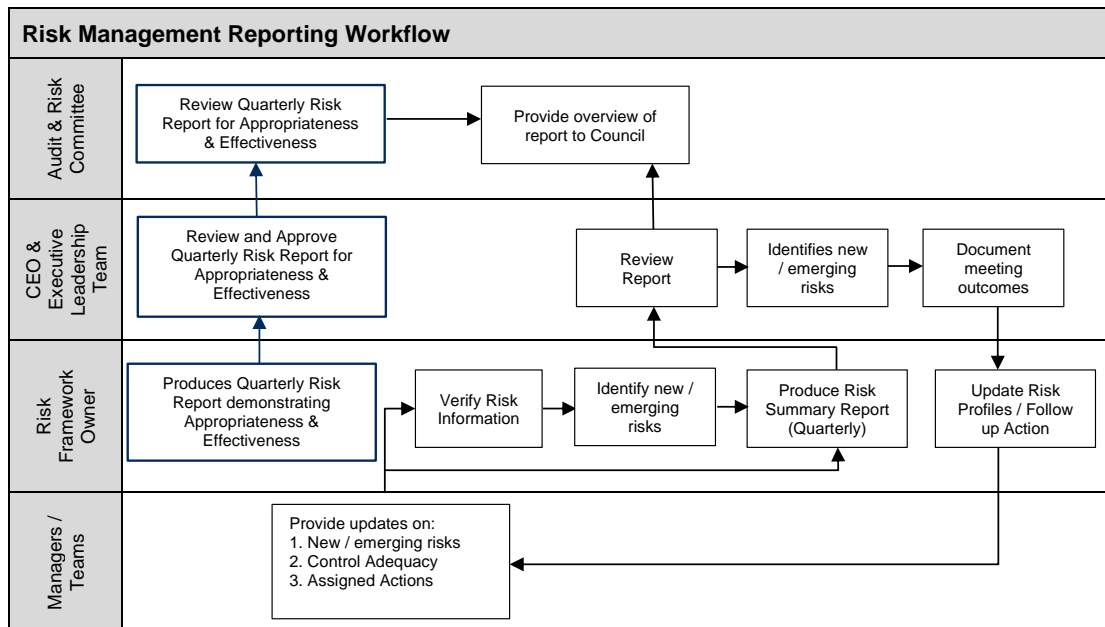 Risk Management Reporting Workflow
Audit & Risk
Committee
Review Quarterly Risk
Report for Appropriateness
& Effectiveness
Provide overview of
report to Council
CEO &
Executive
Leadership
Team
Review and Approve
Quarterly Risk Report for
Appropriateness &
Effectiveness
Review
Report
Identifies new
/ emerging
risks
Document
meeting
outcomes
Risk
Framework
Owner
Produces Quarterly Risk
Report demonstrating
Appropriateness &
Effectiveness
Verify Risk
Information
Identify new /
emerging
risks
Produce Risk
Summary Report
(Quarterly)
Update Risk
Profiles / Follow
up Action
Managers /
Teams
Provide updates on:
1. New / emerging risks
2. Control Adequacy
3. Assigned Actions